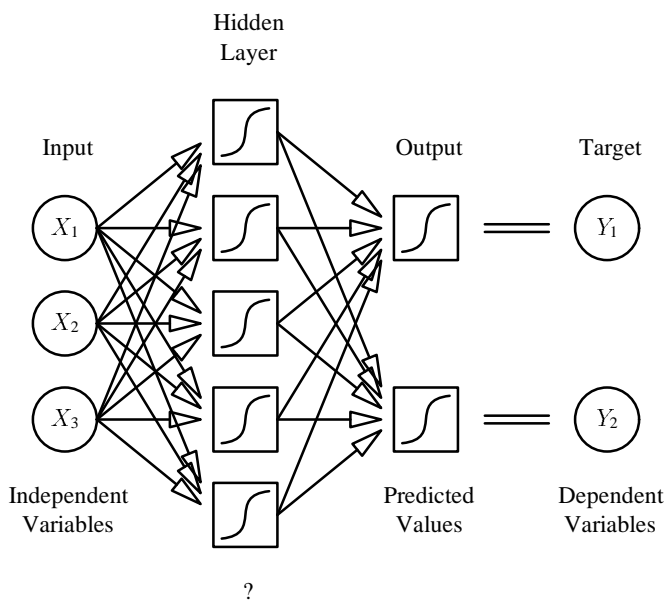 Hidden
Layer
Input
Output
Target
X₁
Y₁
X₂
X₃
Y₂
Independent
Variables
Predicted
Values
Dependent
Variables
?